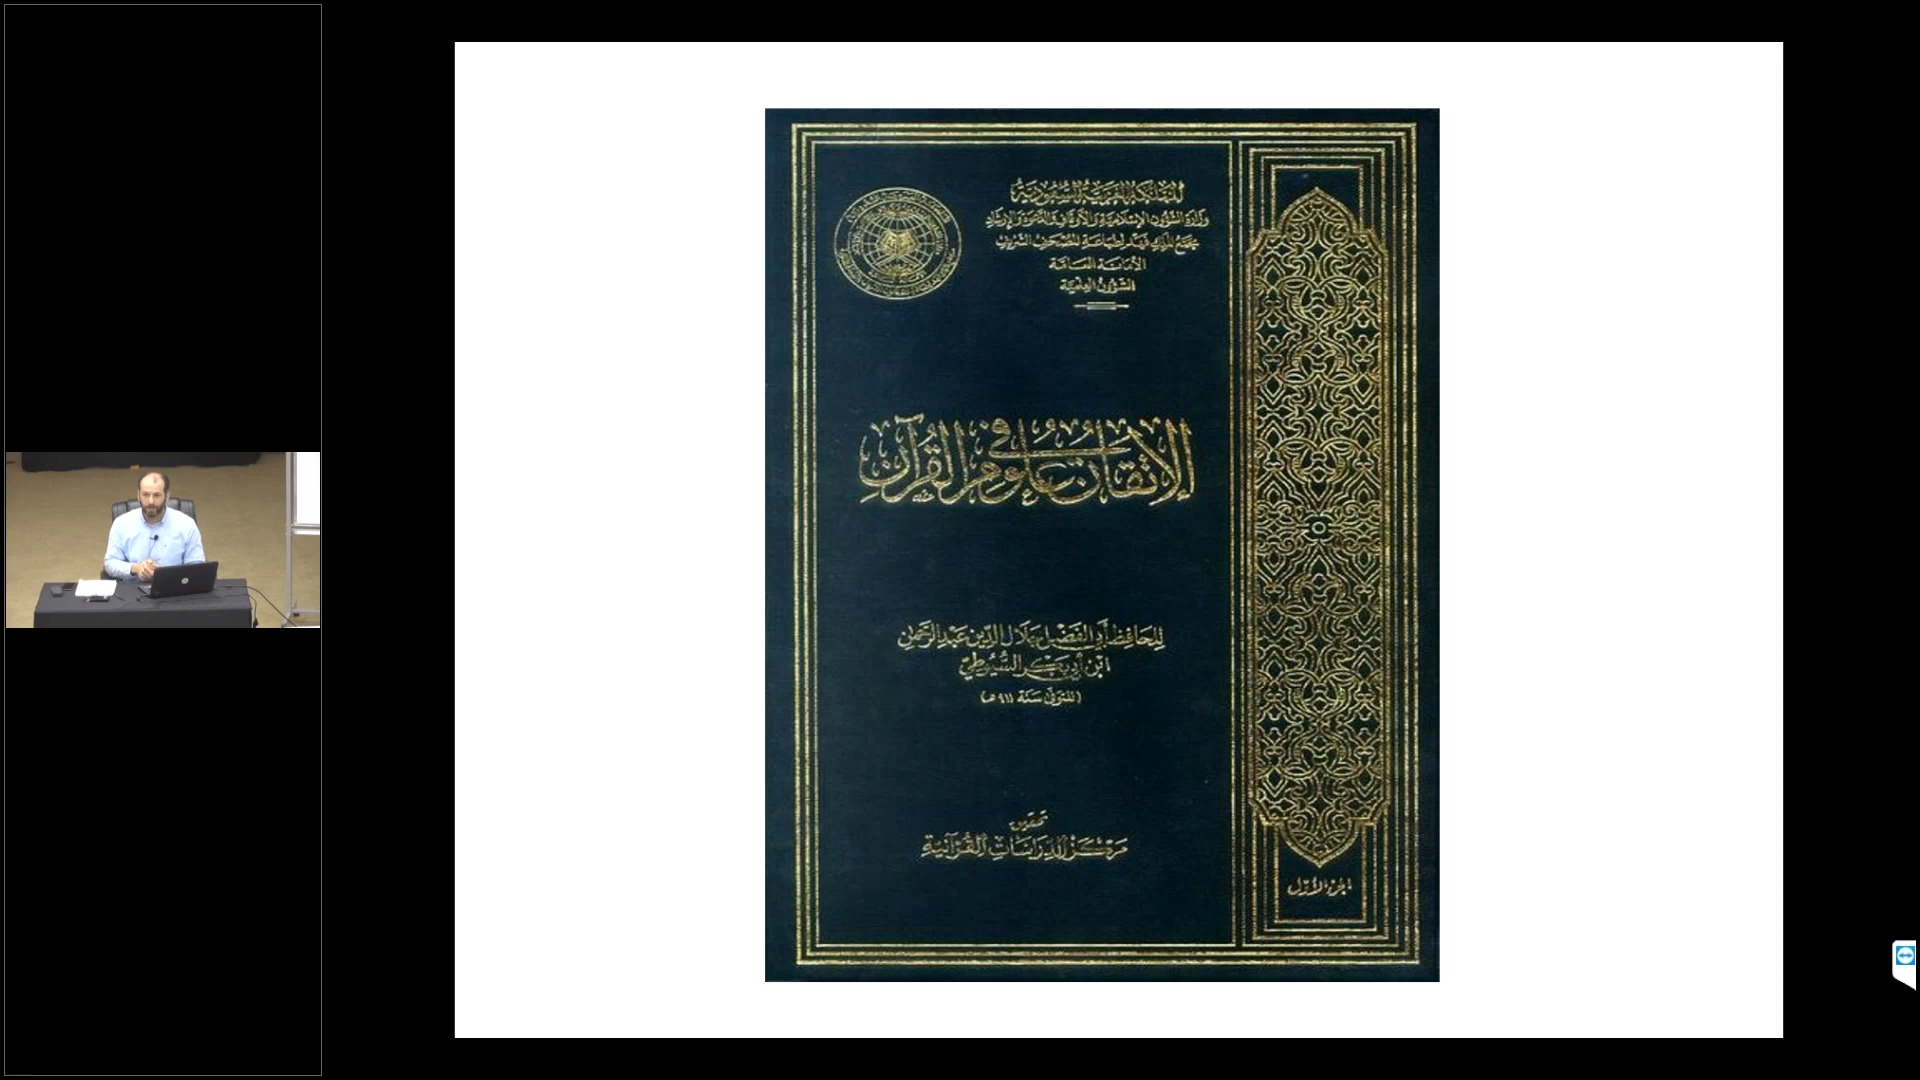 المملكة العربية السعودية
وزارة الشؤون الإسلامية والأوقاف والدعوة والإرشاد
مجمع الملك فهد لطباعة المصحف الشريف
الأمانة العامة
الشؤون العلمية
الإتقان في علوم القرآن
للحافظ أبي الفضل جلال الدين عبد الرحمن
ابن أبي بكر السيوطي
(المتوفى سنة ٩١١ هـ)
تحقيق
مركز الدراسات القرآنية
الجزء الأول